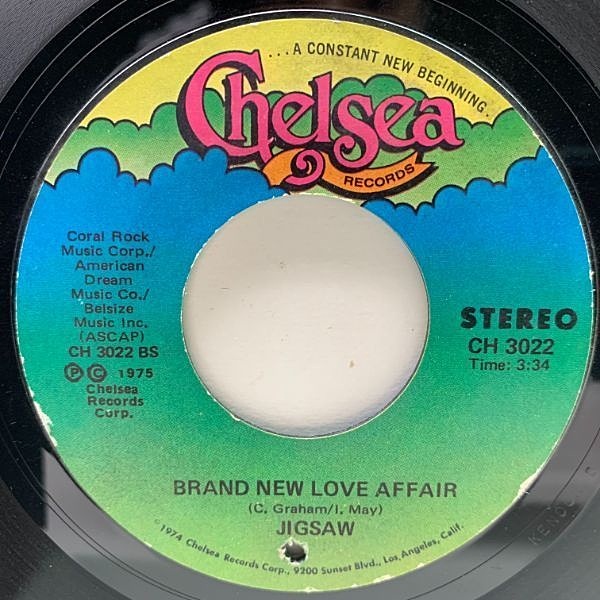 ...A CONSTANT NEW BEGINNING.
Chelsea
RECORDS
Coral Rock
Music Corp./
American
Dream
Music Co./
Belsize
Music Inc.
(ASCAP)
CH 3022 BS
Ⓟ © 1975
Chelsea
Records
Corp.
STEREO
CH 3022
Time: 3:34
BRAND NEW LOVE AFFAIR
(C. Graham/I. May)
JIGSAW
©1974 Chelsea Records Corp., 9200 Sunset Blvd., Los Angeles, Calif.